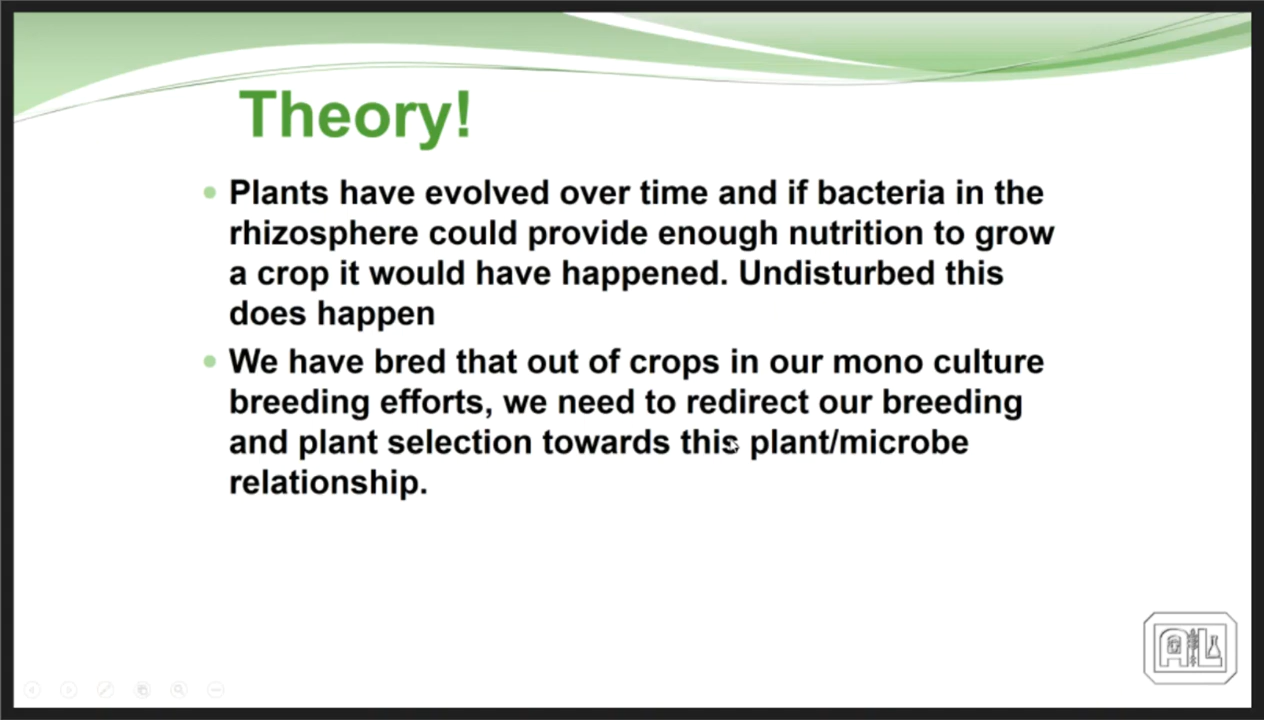 Theory!
Plants have evolved over time and if bacteria in the
rhizosphere could provide enough nutrition to grow
a crop it would have happened. Undisturbed this
does happen
We have bred that out of crops in our mono culture
breeding efforts, we need to redirect our breeding
and plant selection towards this plant/microbe
relationship.
AL